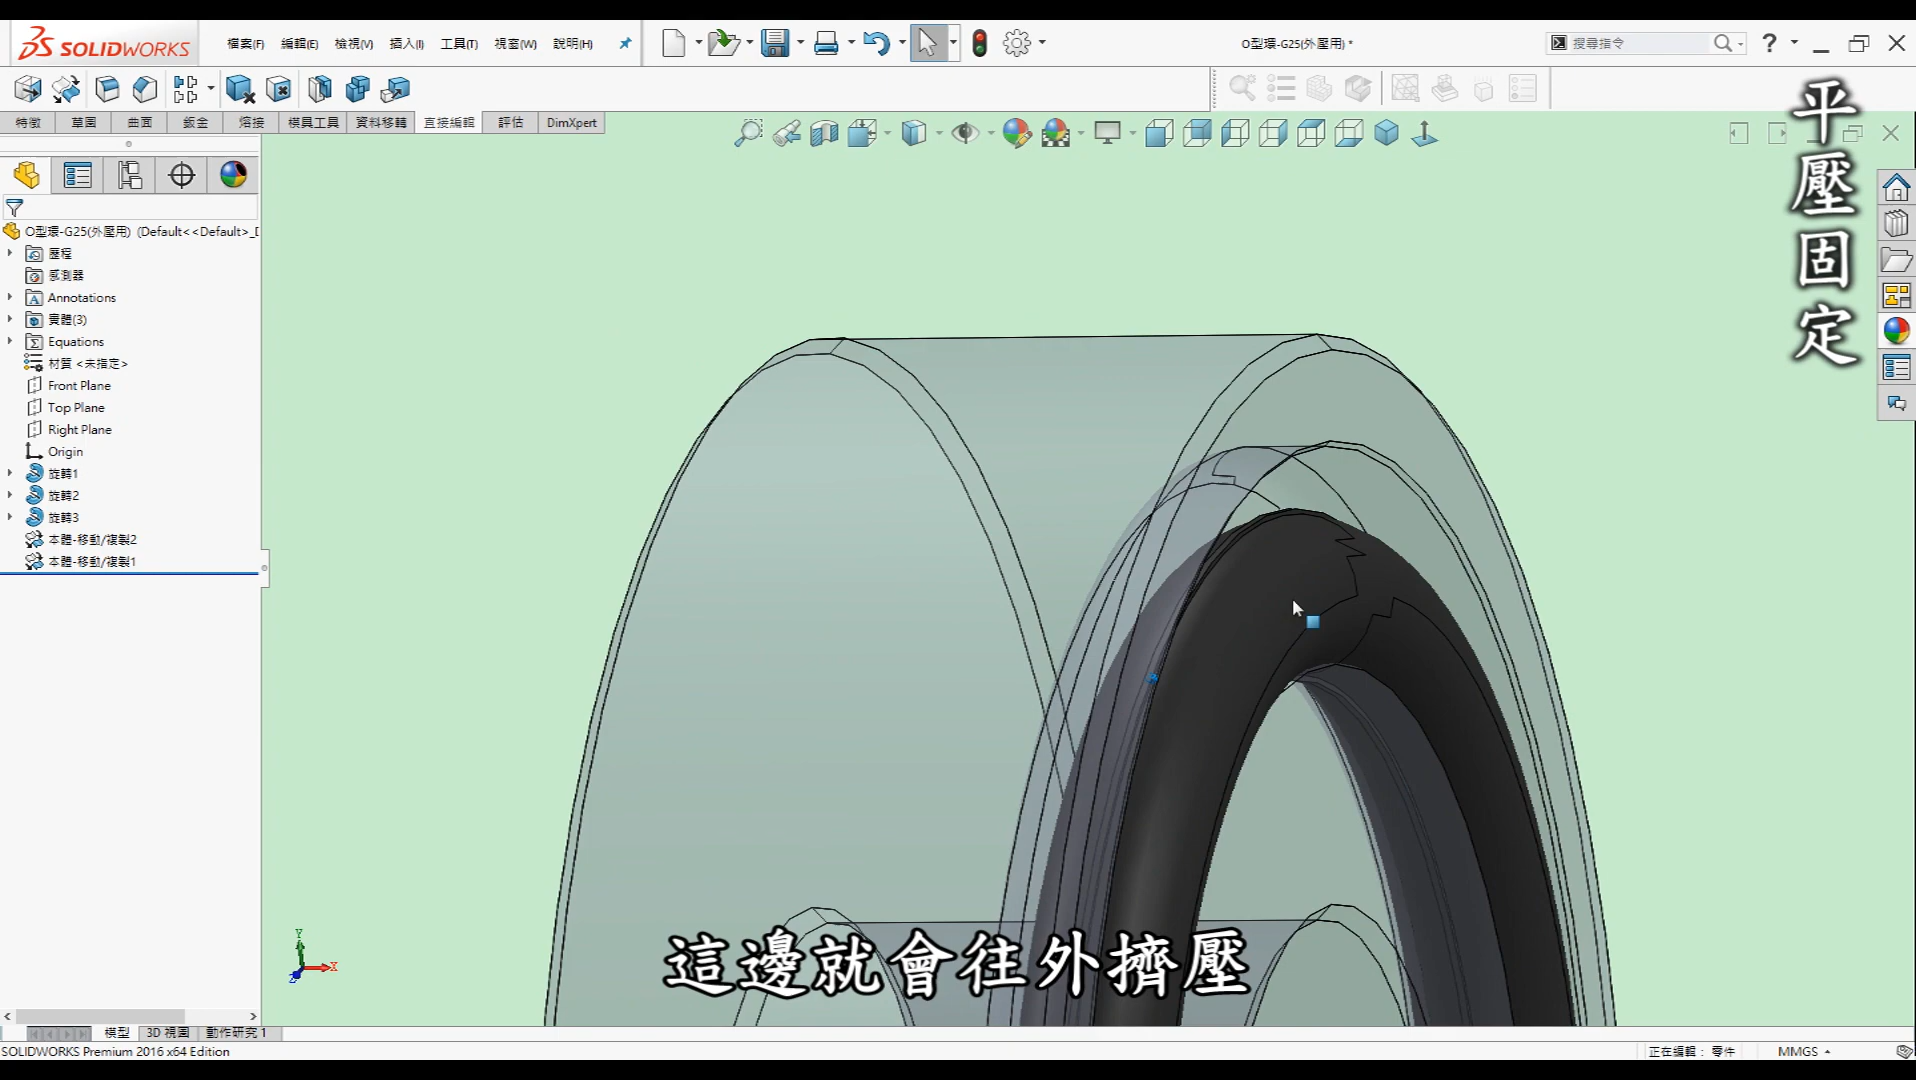 SOLIDWORKS
檔案(F) 編輯(E) 檢視(V) 插入(I) 工具(T) 視窗(W) 說明(H)
O型環-G25(外壓用) *
搜尋指令
特徵 草圖 曲面 鈑金 熔接 模具工具 資料移轉 直接編輯 評估 DimXpert
平壓固定
O型環-G25(外壓用) (Default<<Default>_D
歷程
感測器
Annotations
實體(3)
Equations
材質 <未指定>
Front Plane
Top Plane
Right Plane
Origin
旋轉1
旋轉2
旋轉3
本體-移動/複製2
本體-移動/複製1
Y
X
Z
這邊就會往外擠壓
模型 3D 視圖 動作研究 1
SOLIDWORKS Premium 2016 x64 Edition
正在編輯： 零件
MMGS